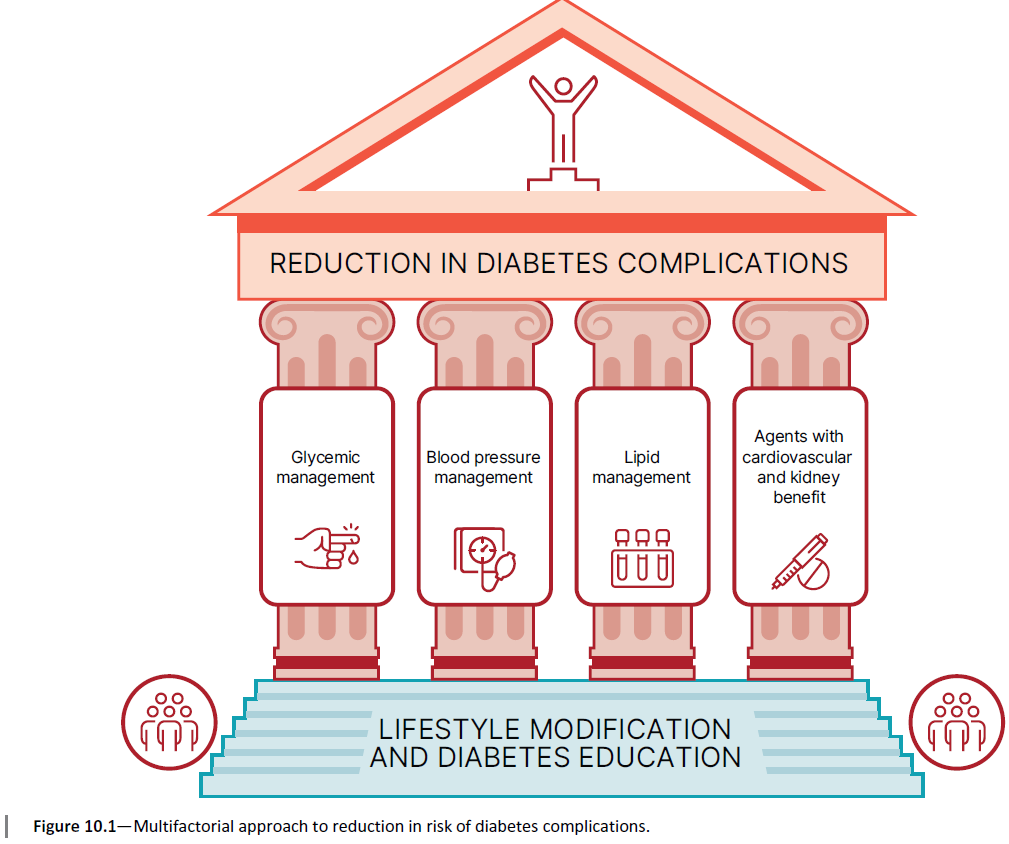 REDUCTION IN DIABETES COMPLICATIONS
Glycemic
management
Blood pressure
management
Lipid
management
Agents with
cardiovascular
and kidney
benefit
LIFESTYLE MODIFICATION
AND DIABETES EDUCATION
Figure 10.1—Multifactorial approach to reduction in risk of diabetes complications.